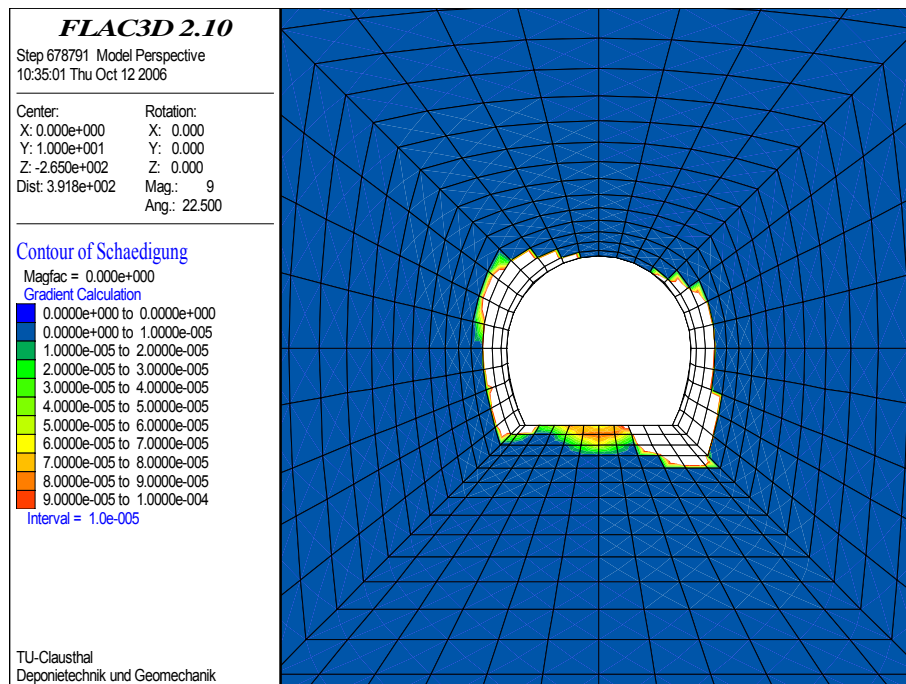 FLAC3D 2.10
Step 678791 Model Perspective
10:35:01 Thu Oct 12 2006
Center: Rotation:
X: 0.000e+000 X: 0.000
Y: 1.000e+001 Y: 0.000
Z: -2.650e+002 Z: 0.000
Dist: 3.918e+002 Mag.: 9
Ang.: 22.500
Contour of Schaedigung
Magfac = 0.000e+000
Gradient Calculation
0.0000e+000 to 0.0000e+000
0.0000e+000 to 1.0000e-005
1.0000e-005 to 2.0000e-005
2.0000e-005 to 3.0000e-005
3.0000e-005 to 4.0000e-005
4.0000e-005 to 5.0000e-005
5.0000e-005 to 6.0000e-005
6.0000e-005 to 7.0000e-005
7.0000e-005 to 8.0000e-005
8.0000e-005 to 9.0000e-005
9.0000e-005 to 1.0000e-004
Interval = 1.0e-005
TU-Clausthal
Deponietechnik und Geomechanik